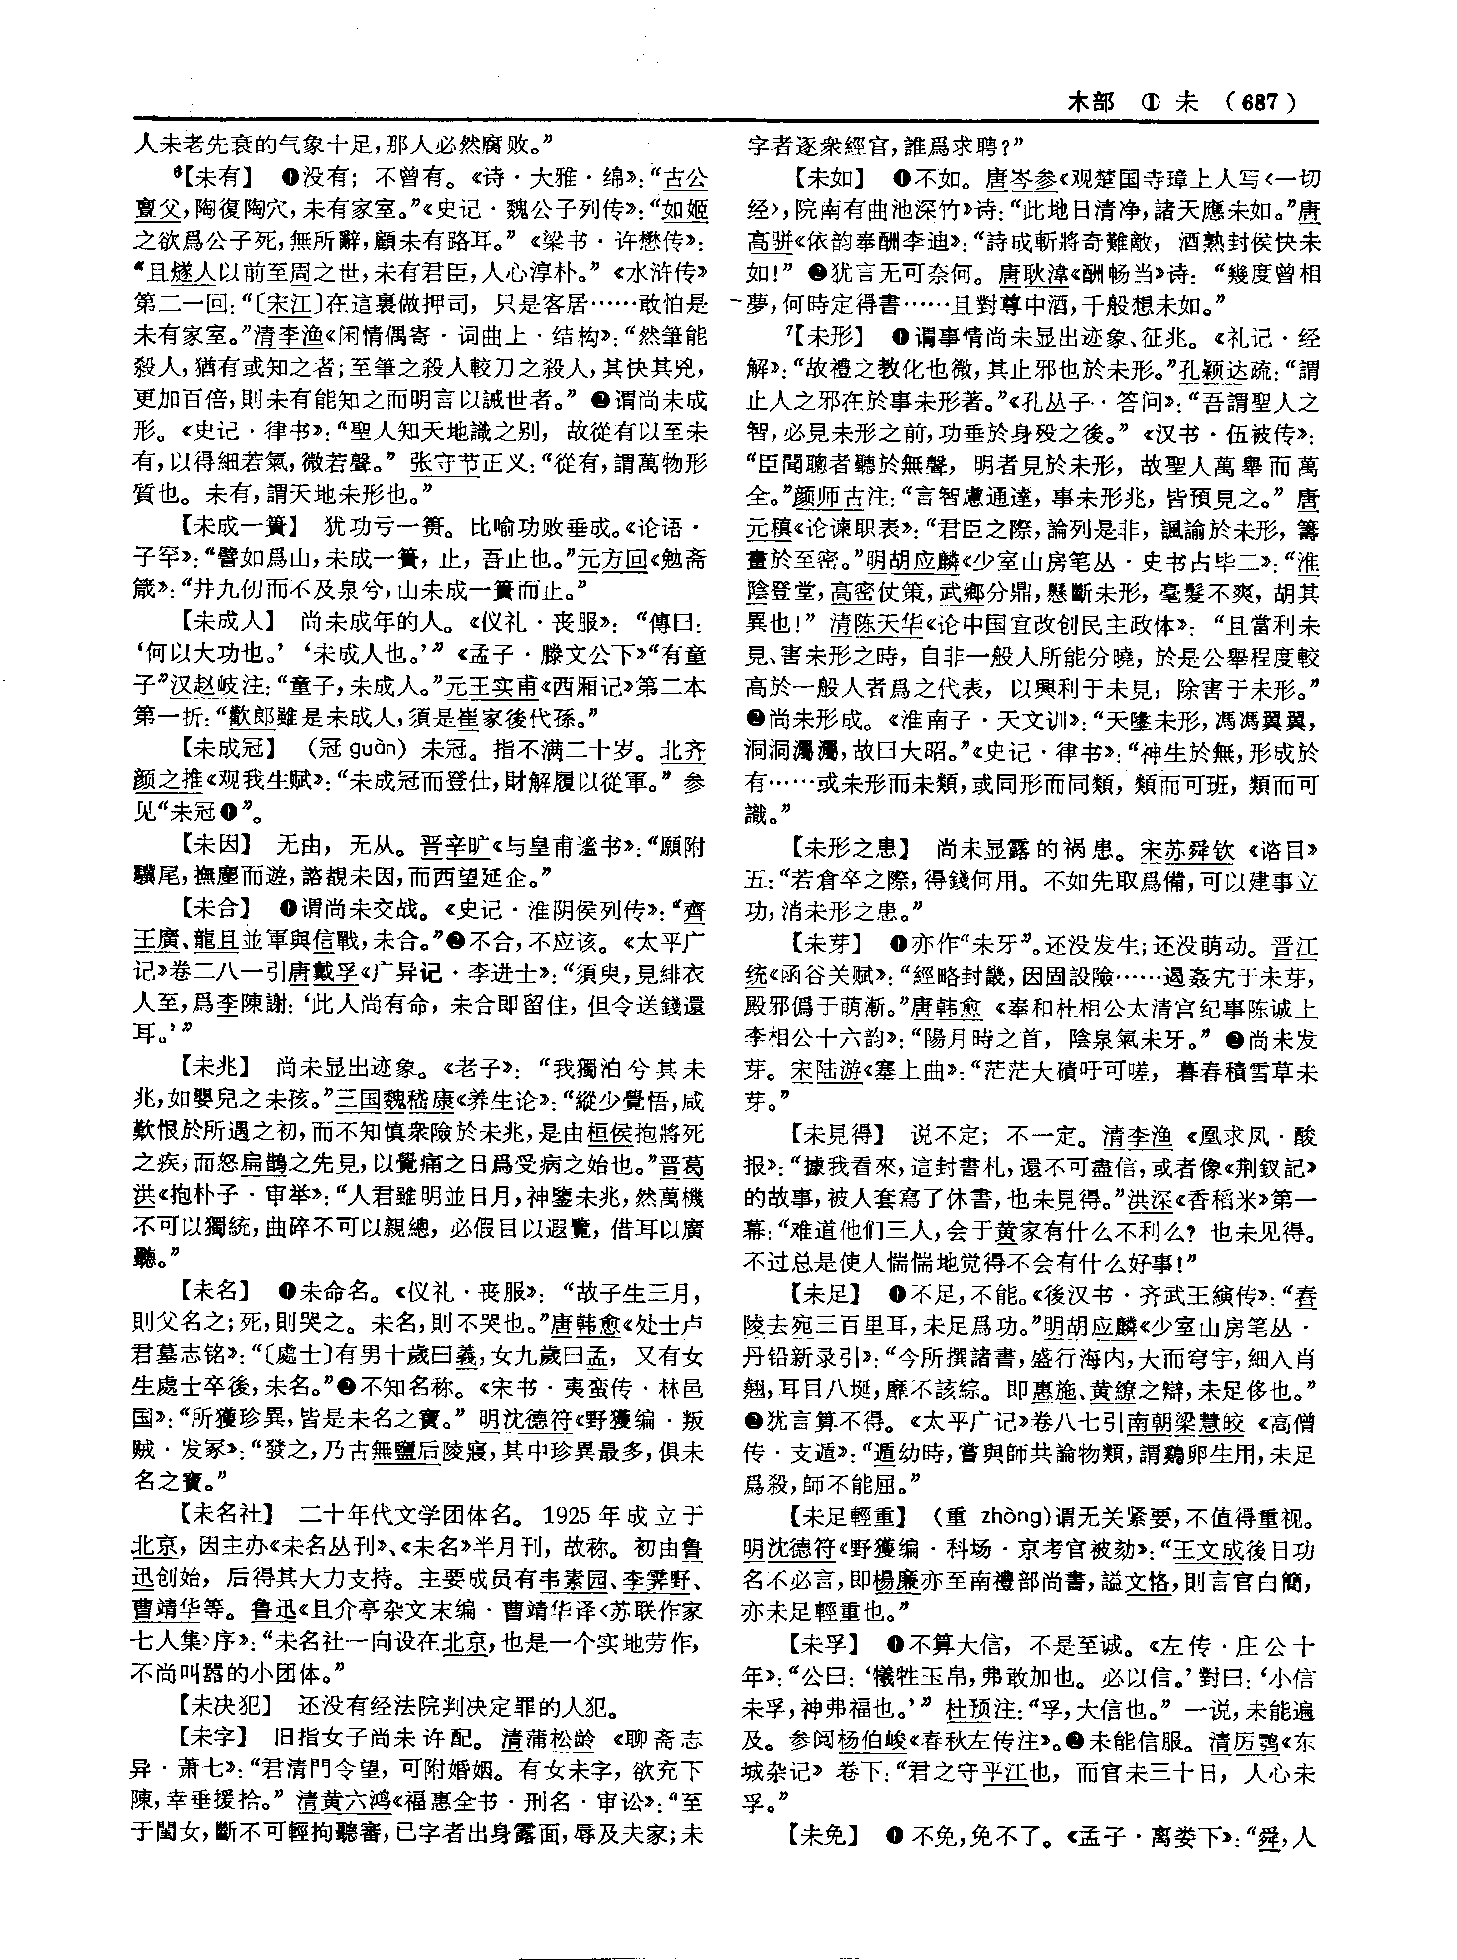 木部 ① 未 （687）
人未老先衰的气象十足，那人必然腐败。”
⁶【未有】 ❶没有；不曾有。《诗·大雅·绵》：“古公
亶父，陶復陶穴，未有家室。”《史记·魏公子列传》：“如姬
之欲爲公子死，無所辭，顧未有路耳。”《梁书·许懋传》：
“且燧人以前至周之世，未有君臣，人心淳朴。”《水浒传》
第二一回：“〔宋江〕在這裏做押司，只是客居……敢怕是
未有家室。”清李渔《闲情偶寄·词曲上·结构》：“然筆能
殺人，猶有或知之者；至筆之殺人較刀之殺人，其快其兇，
更加百倍，則未有能知之而明言以誡世者。”❷谓尚未成
形。《史记·律书》：“聖人知天地識之别，故從有以至未
有，以得細若氣，微若聲。”张守节正义：“從有，謂萬物形
質也。未有，謂天地未形也。”
【未成一簣】 犹功亏一篑。比喻功败垂成。《论语·
子罕》：“譬如爲山，未成一簣，止，吾止也。”元方回《勉斋
箴》：“井九仞而不及泉兮，山未成一簣而止。”
【未成人】 尚未成年的人。《仪礼·丧服》：“傳曰：
‘何以大功也。’‘未成人也。’”《孟子·滕文公下》“有童
子”汉赵岐注：“童子，未成人。”元王实甫《西厢记》第二本
第一折：“歡郎雖是未成人，須是崔家後代孫。”
【未成冠】 （冠 guàn）未冠。指不满二十岁。北齐
颜之推《观我生赋》：“未成冠而登仕，財解履以從軍。”参
见“未冠❶”。
【未因】 无由，无从。晋辛旷《与皇甫谧书》：“願附
驥尾，撫塵而遊，諮覩未因，而西望延企。”
【未合】 ❶谓尚未交战。《史记·淮阴侯列传》：“齊
王廣、龍且並軍與信戰，未合。”❷不合，不应该。《太平广
记》卷二八一引唐戴孚《广异记·李进士》：“須臾，見緋衣
人至，爲李陳謝：‘此人尚有命，未合即留住，但令送錢還
耳。’”
【未兆】 尚未显出迹象。《老子》：“我獨泊兮其未
兆，如嬰兒之未孩。”三国魏嵇康《养生论》：“縱少覺悟，咸
歎恨於所遇之初，而不知慎衆險於未兆，是由桓侯抱將死
之疾，而怒扁鵲之先見，以覺痛之日爲受病之始也。”晋葛
洪《抱朴子·审举》：“人君雖明並日月，神鑒未兆，然萬機
不可以獨統，曲碎不可以親總，必假目以遐覽，借耳以廣
聽。”
【未名】 ❶未命名。《仪礼·丧服》：“故子生三月，
則父名之；死，則哭之。未名，則不哭也。”唐韩愈《处士卢
君墓志铭》：“〔處士〕有男十歲曰義，女九歲曰孟，又有女
生處士卒後，未名。”❷不知名称。《宋书·夷蛮传·林邑
国》：“所獲珍異，皆是未名之寶。”明沈德符《野獲编·叛
贼·发冢》：“發之，乃古無鹽后陵寢，其中珍異最多，俱未
名之寶。”
【未名社】 二十年代文学团体名。1925年成立于
北京，因主办《未名丛刊》、《未名》半月刊，故称。初由鲁
迅创始，后得其大力支持。主要成员有韦素园、李霁野、
曹靖华等。鲁迅《且介亭杂文末编·曹靖华译〈苏联作家
七人集〉序》：“未名社一向设在北京，也是一个实地劳作，
不尚叫嚣的小团体。”
【未决犯】 还没有经法院判决定罪的人犯。
【未字】 旧指女子尚未许配。清蒲松龄《聊斋志
异·萧七》：“君清門令望，可附婚姻。有女未字，欲充下
陳，幸垂援拾。”清黄六鸿《福惠全书·刑名·审讼》：“至
于閨女，斷不可輕拘聽審，已字者出身露面，辱及夫家；未
字者逐衆經官，誰爲求聘？”
【未如】 ❶不如。唐岑参《观楚国寺璋上人写〈一切
经〉，院南有曲池深竹》诗：“此地日清净，諸天應未如。”唐
高骈《依韵奉酬李迪》：“詩成斬將奇難敵，酒熟封侯快未
如！”❷犹言无可奈何。唐耿湋《酬畅当》诗：“幾度曾相
夢，何時定得書……且對尊中酒，千般想未如。”
⁷【未形】 ❶谓事情尚未显出迹象、征兆。《礼记·经
解》：“故禮之教化也微，其止邪也於未形。”孔颖达疏：“謂
止人之邪在於事未形著。”《孔丛子·答问》：“吾謂聖人之
智，必見未形之前，功垂於身殁之後。”《汉书·伍被传》：
“臣聞聰者聽於無聲，明者見於未形，故聖人萬舉而萬
全。”颜师古注：“言智慮通達，事未形兆，皆預見之。”唐
元稹《论谏职表》：“君臣之際，論列是非，諷諭於未形，籌
畫於至密。”明胡应麟《少室山房笔丛·史书占毕二》：“淮
陰登堂，高密仗策，武鄉分鼎，懸斷未形，毫髮不爽，胡其
異也！”清陈天华《论中国宜改创民主政体》：“且當利未
見、害未形之時，自非一般人所能分曉，於是公舉程度較
高於一般人者爲之代表，以興利于未見，除害于未形。”
❷尚未形成。《淮南子·天文训》：“天墬未形，馮馮翼翼，
洞洞灟灟，故曰大昭。”《史记·律书》：“神生於無，形成於
有……或未形而未類，或同形而同類，類而可班，類而可
識。”
【未形之患】 尚未显露的祸患。宋苏舜钦《谘目》
五：“若倉卒之際，得錢何用。不如先取爲備，可以建事立
功，消未形之患。”
【未芽】 ❶亦作“未牙”。还没发生；还没萌动。晋江
统《函谷关赋》：“經略封畿，因固設險……遏姦宄于未芽，
殿邪僞于萌漸。”唐韩愈《奉和杜相公太清宫纪事陈诚上
李相公十六韵》：“陽月時之首，陰泉氣未牙。”❷尚未发
芽。宋陆游《塞上曲》：“茫茫大磧吁可嗟，暮春積雪草未
芽。”
【未見得】 说不定；不一定。清李渔《凰求凤·酸
报》：“據我看來，這封書札，還不可盡信，或者像《荆釵記》
的故事，被人套寫了休書，也未見得。”洪深《香稻米》第一
幕：“难道他们三人，会于黄家有什么不利么？也未见得。
不过总是使人惴惴地觉得不会有什么好事！”
【未足】 ❶不足，不能。《後汉书·齐武王縯传》：“舂
陵去宛三百里耳，未足爲功。”明胡应麟《少室山房笔丛·
丹铅新录引》：“今所撰諸書，盛行海内，大而穹宇，細入肖
翹，耳目八埏，靡不該綜。即惠施、黄繚之辯，未足侈也。”
❷犹言算不得。《太平广记》卷八七引南朝梁慧皎《高僧
传·支遁》：“遁幼時，嘗與師共論物類，謂鷄卵生用，未足
爲殺，師不能屈。”
【未足輕重】 （重 zhòng）谓无关紧要，不值得重视。
明沈德符《野獲编·科场·京考官被劾》：“王文成後日功
名不必言，即楊廉亦至南禮部尚書，謚文恪，則言官白簡，
亦未足輕重也。”
【未孚】 ❶不算大信，不是至诚。《左传·庄公十
年》：“公曰：‘犧牲玉帛，弗敢加也。必以信。’對曰：‘小信
未孚，神弗福也。’”杜预注：“孚，大信也。”一说，未能遍
及。参阅杨伯峻《春秋左传注》。❷未能信服。清厉鹗《东
城杂记》卷下：“君之守平江也，而官未三十日，人心未
孚。”
【未免】 ❶不免，免不了。《孟子·离娄下》：“舜，人